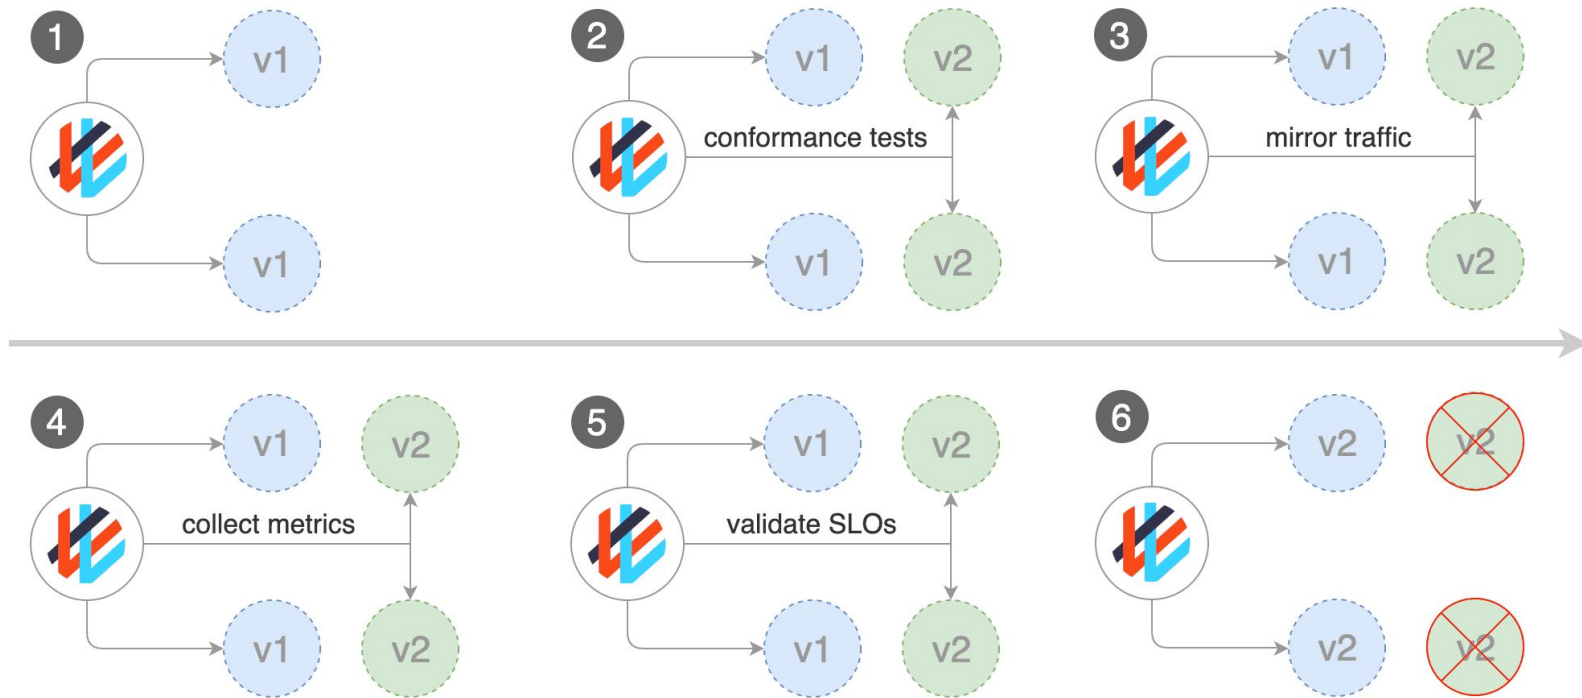 1
v1
v1
2
v1
v2
conformance tests
v1
v2
3
v1
v2
mirror traffic
v1
v2
4
v1
v2
collect metrics
v1
v2
5
v1
v2
validate SLOs
v1
v2
6
v2
v2
v2
v2